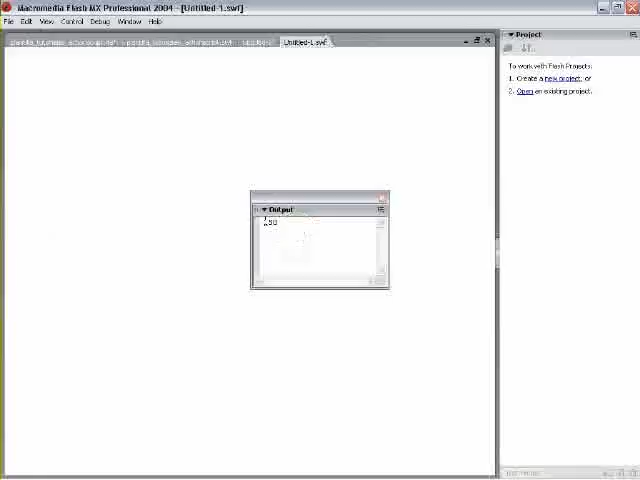 Macromedia Flash MX Professional 2004 - [Untitled-1.swf]
File Edit View Control Debug Window Help
Untitled-1.swf
Project
To work with Flash Projects:
1. Create a new project, or
2. Open an existing project.
Output